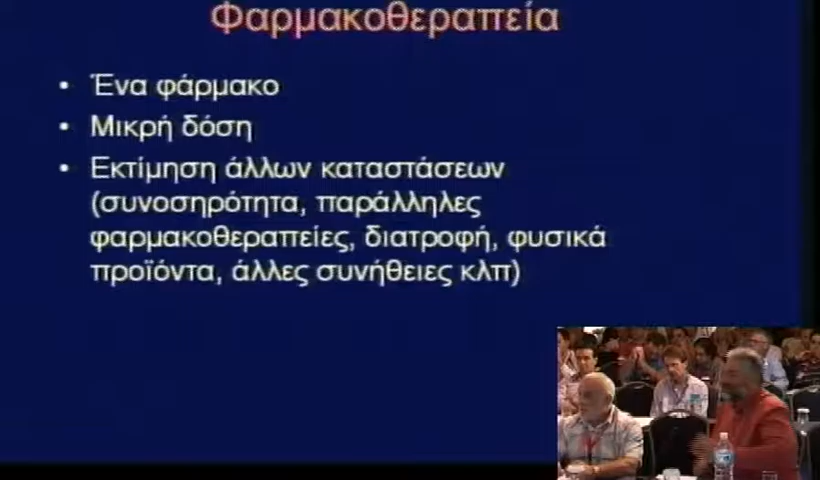 Φαρμακοθεραπεία
• Ένα φάρμακο
• Μικρή δόση
• Εκτίμηση άλλων καταστάσεων
(συνοσηρότητα, παράλληλες
φαρμακοθεραπείες, διατροφή, φυσικά
προϊόντα, άλλες συνήθειες κλπ)